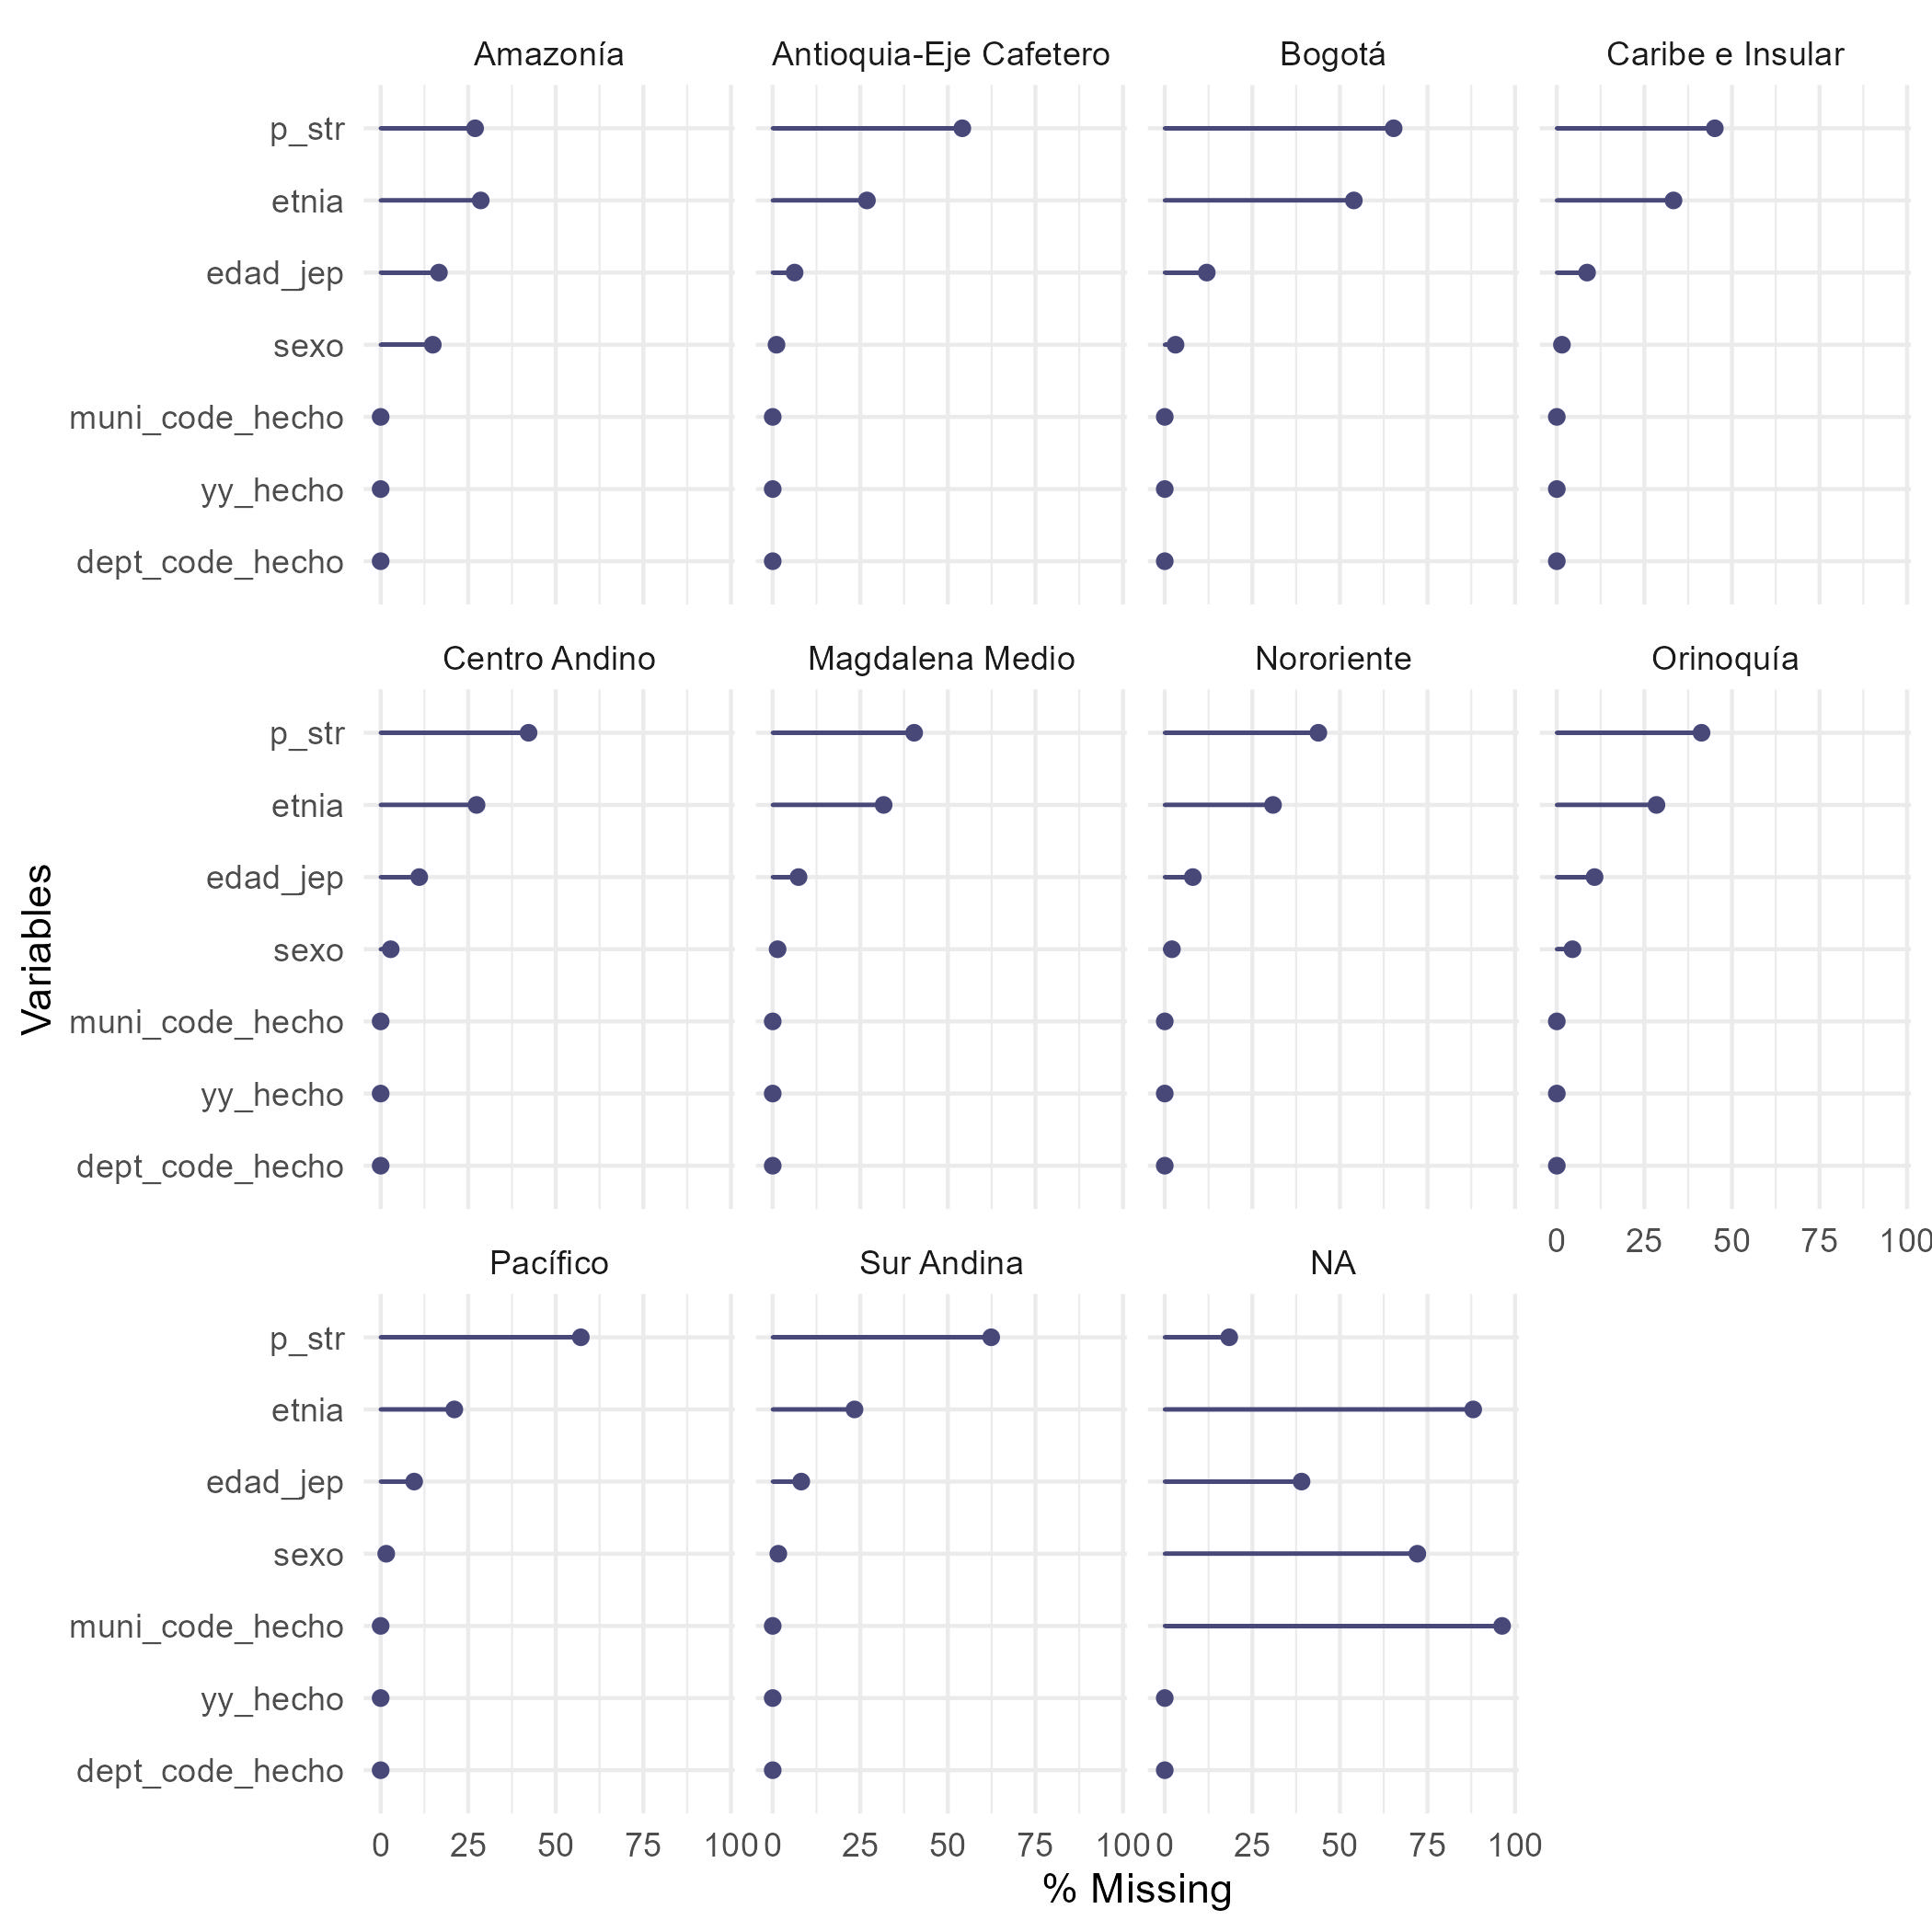 Amazonía Antioquia-Eje Cafetero Bogotá Caribe e Insular
p_str
etnia
edad_jep
sexo
muni_code_hecho
yy_hecho
dept_code_hecho
Centro Andino Magdalena Medio Nororiente Orinoquía
p_str
etnia
edad_jep
sexo
muni_code_hecho
yy_hecho
dept_code_hecho
0 25 50 75 100
Pacífico Sur Andina NA
p_str
etnia
edad_jep
sexo
muni_code_hecho
yy_hecho
dept_code_hecho
0 25 50 75 100 0 25 50 75 100 0 25 50 75 100
% Missing
Variables